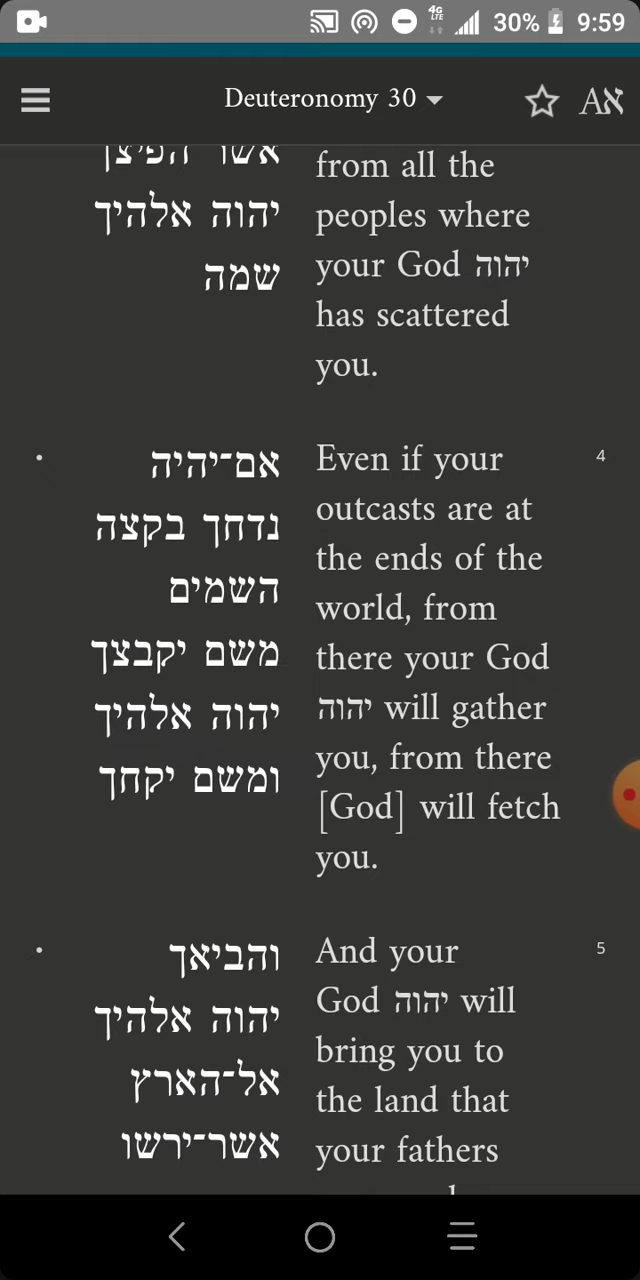 30% 9:59
Deuteronomy 30
Aא
אשר הפיצך
יהוה אלהיך
שמה
from all the
peoples where
your God יהוה
has scattered
you.
אם־יהיה
נדחך בקצה
השמים
משם יקבצך
יהוה אלהיך
ומשם יקחך
Even if your
outcasts are at
the ends of the
world, from
there your God
יהוה will gather
you, from there
[God] will fetch
you.
4
והביאך
יהוה אלהיך
אל־הארץ
אשר־ירשו
And your
God יהוה will
bring you to
the land that
your fathers
5